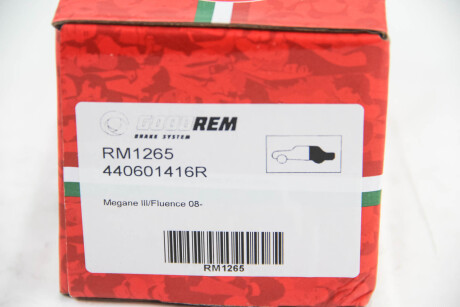 GOODREM
BRAKE SYSTEM
RM1265
440601416R
Megane III/Fluence 08-
RM1265